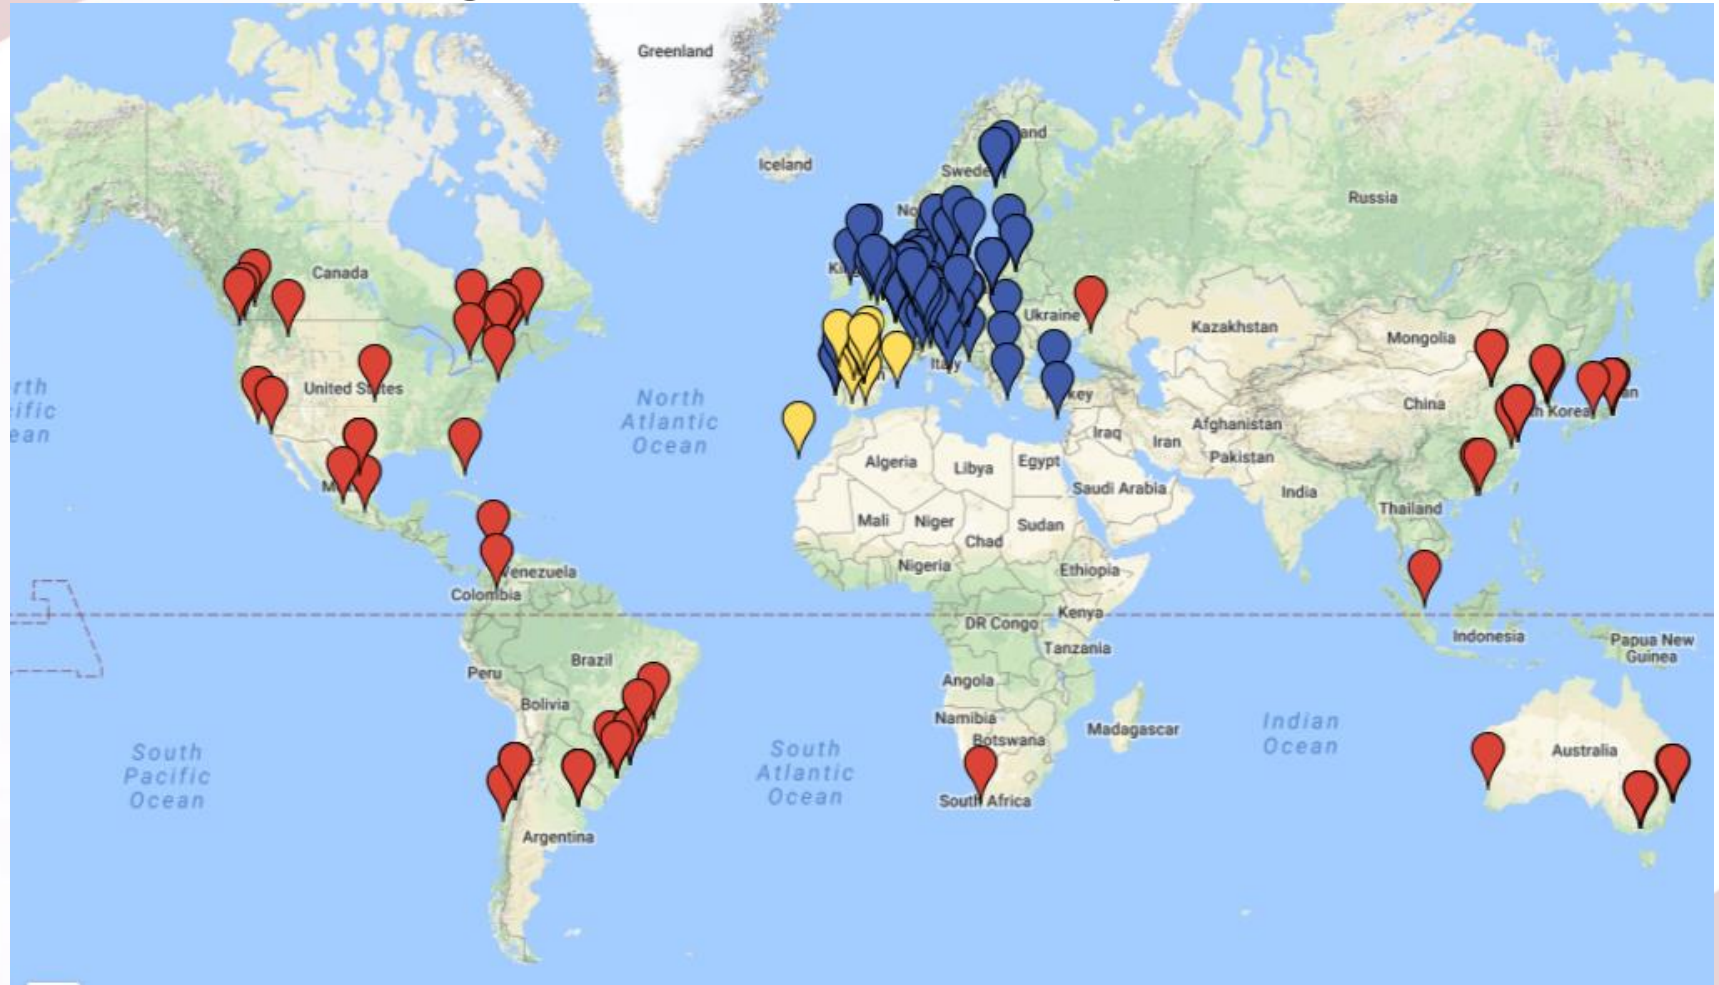 Greenland
Iceland
Russia
Canada
Ukraine
Kazakhstan
Mongolia
United States
North
Atlantic
Ocean
Italy
China
Afghanistan
Iraq
Iran
Pakistan
Algeria
Libya
Egypt
Saudi Arabia
India
Thailand
Mali
Niger
Sudan
Chad
Nigeria
Ethiopia
Venezuela
Colombia
Kenya
DR Congo
Tanzania
Indonesia
Papua New
Guinea
Brazil
Peru
Angola
Bolivia
Namibia
Botswana
Madagascar
Indian
Ocean
South
Pacific
Ocean
South
Atlantic
Ocean
Australia
South Africa
Argentina